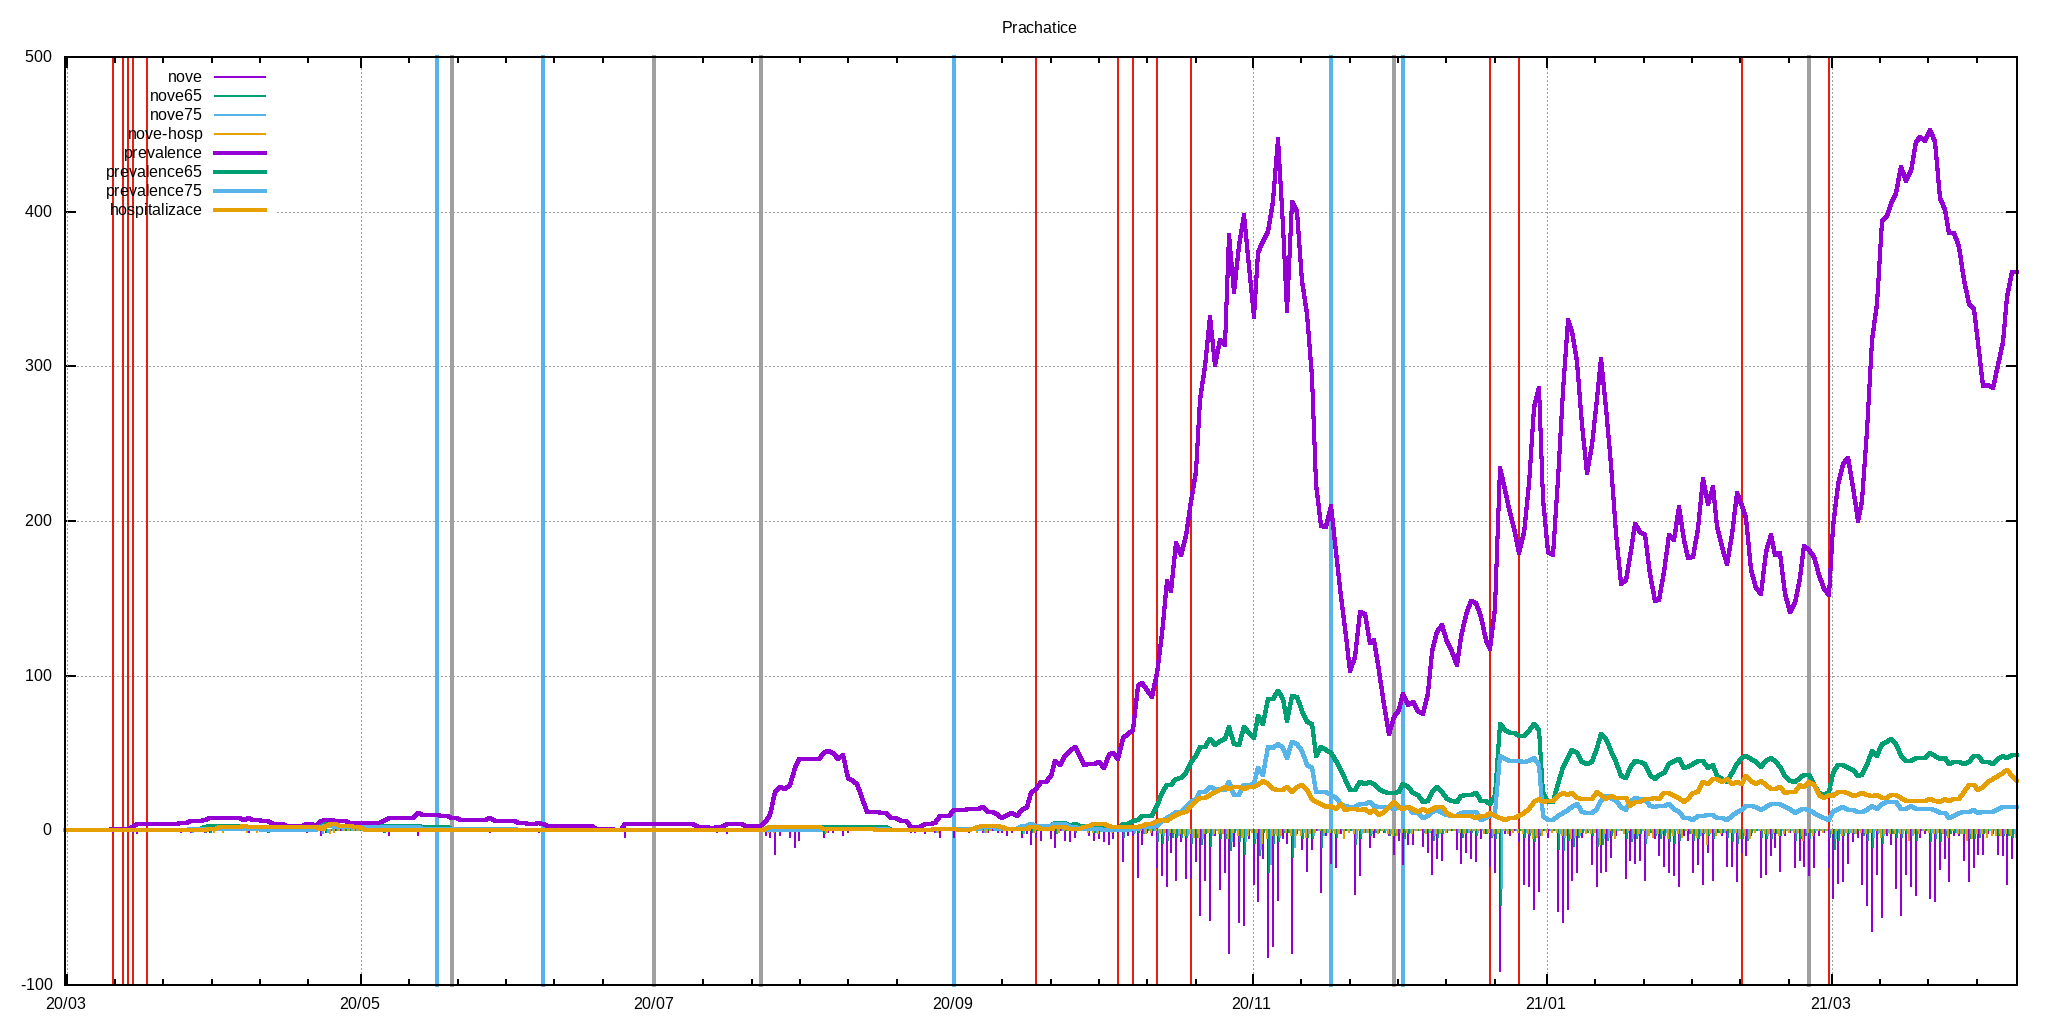 Prachatice
500
nove
nove65
nove75
nove-hosp
prevalence
prevalence65
prevalence75
hospitalizace
400
300
200
100
0
-100
20/03 20/05 20/07 20/09 20/11 21/01 21/03